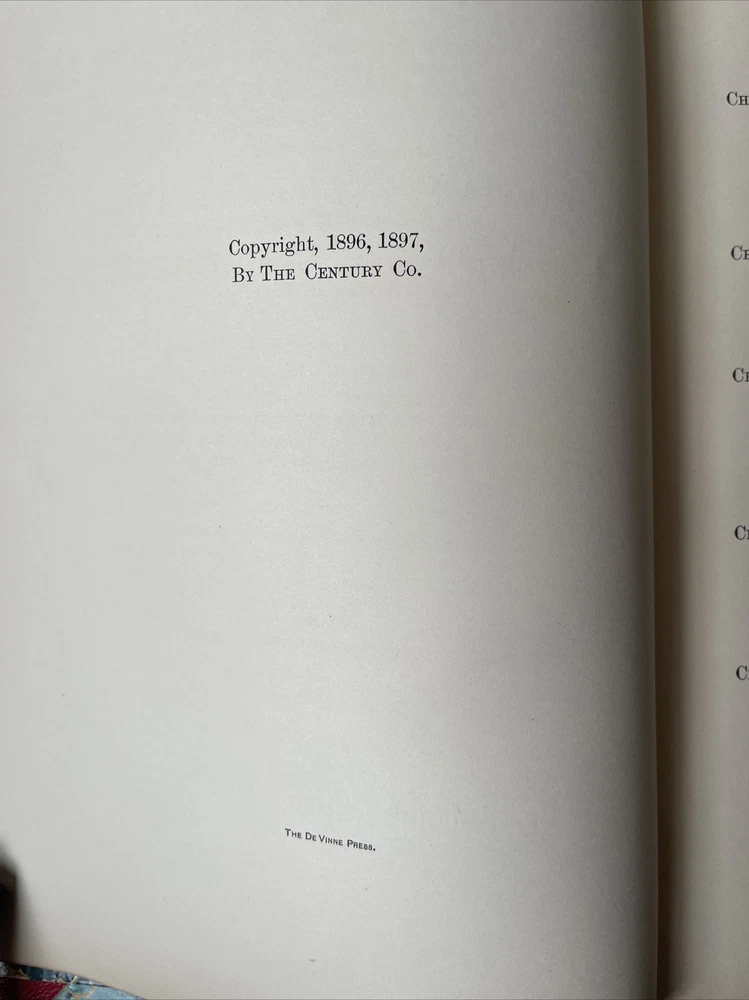 Copyright, 1896, 1897,
BY THE CENTURY CO.
THE DE VINNE PRESS.